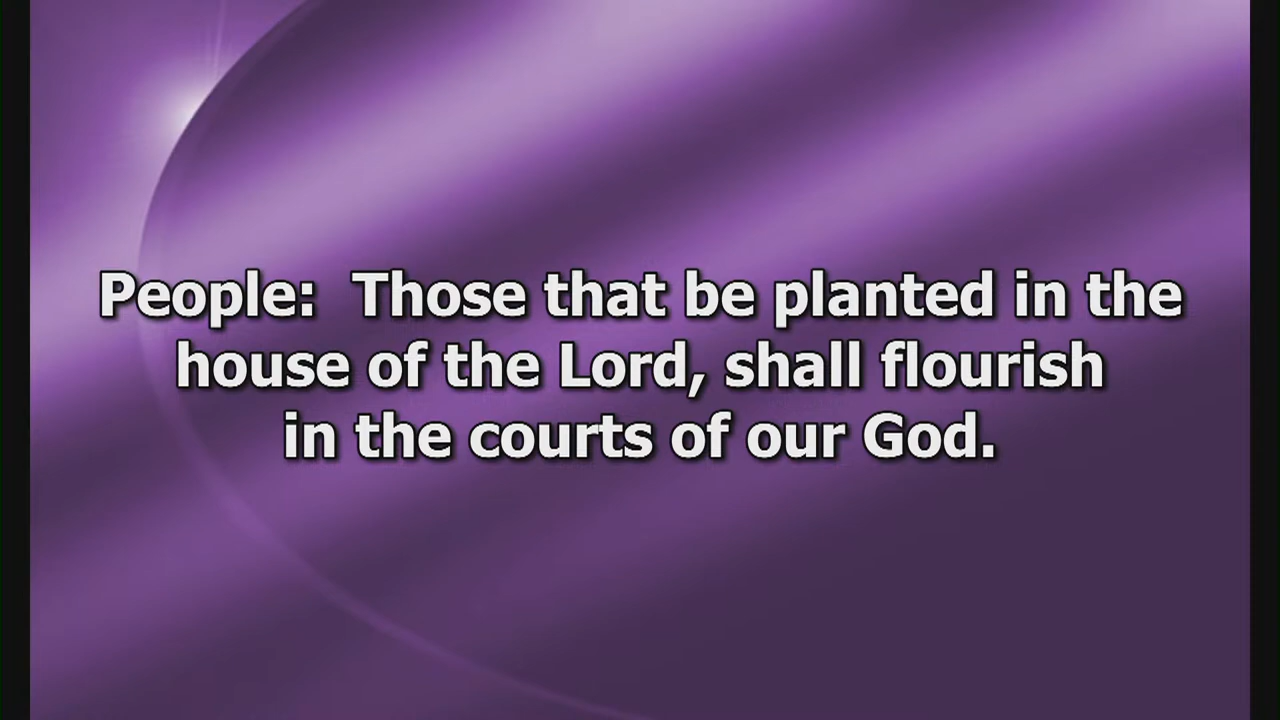 People:  Those that be planted in the
house of the Lord, shall flourish
in the courts of our God.